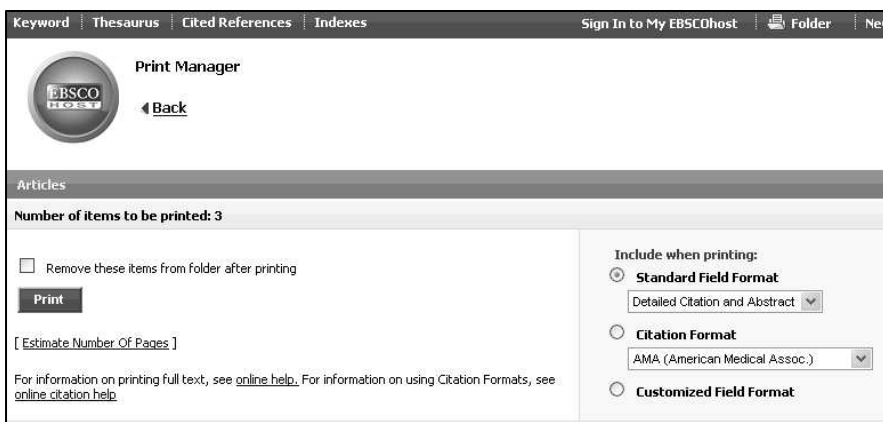 Keyword Thesaurus Cited References Indexes Sign In to My EBSCOhost Folder
EBSCO
HOST
Print Manager
Back
Articles
Number of items to be printed: 3
Remove these items from folder after printing
Print
[ Estimate Number Of Pages ]
For information on printing full text, see online help. For information on using Citation Formats, see
online citation help
Include when printing:
Standard Field Format
Detailed Citation and Abstract
Citation Format
AMA (American Medical Assoc.)
Customized Field Format